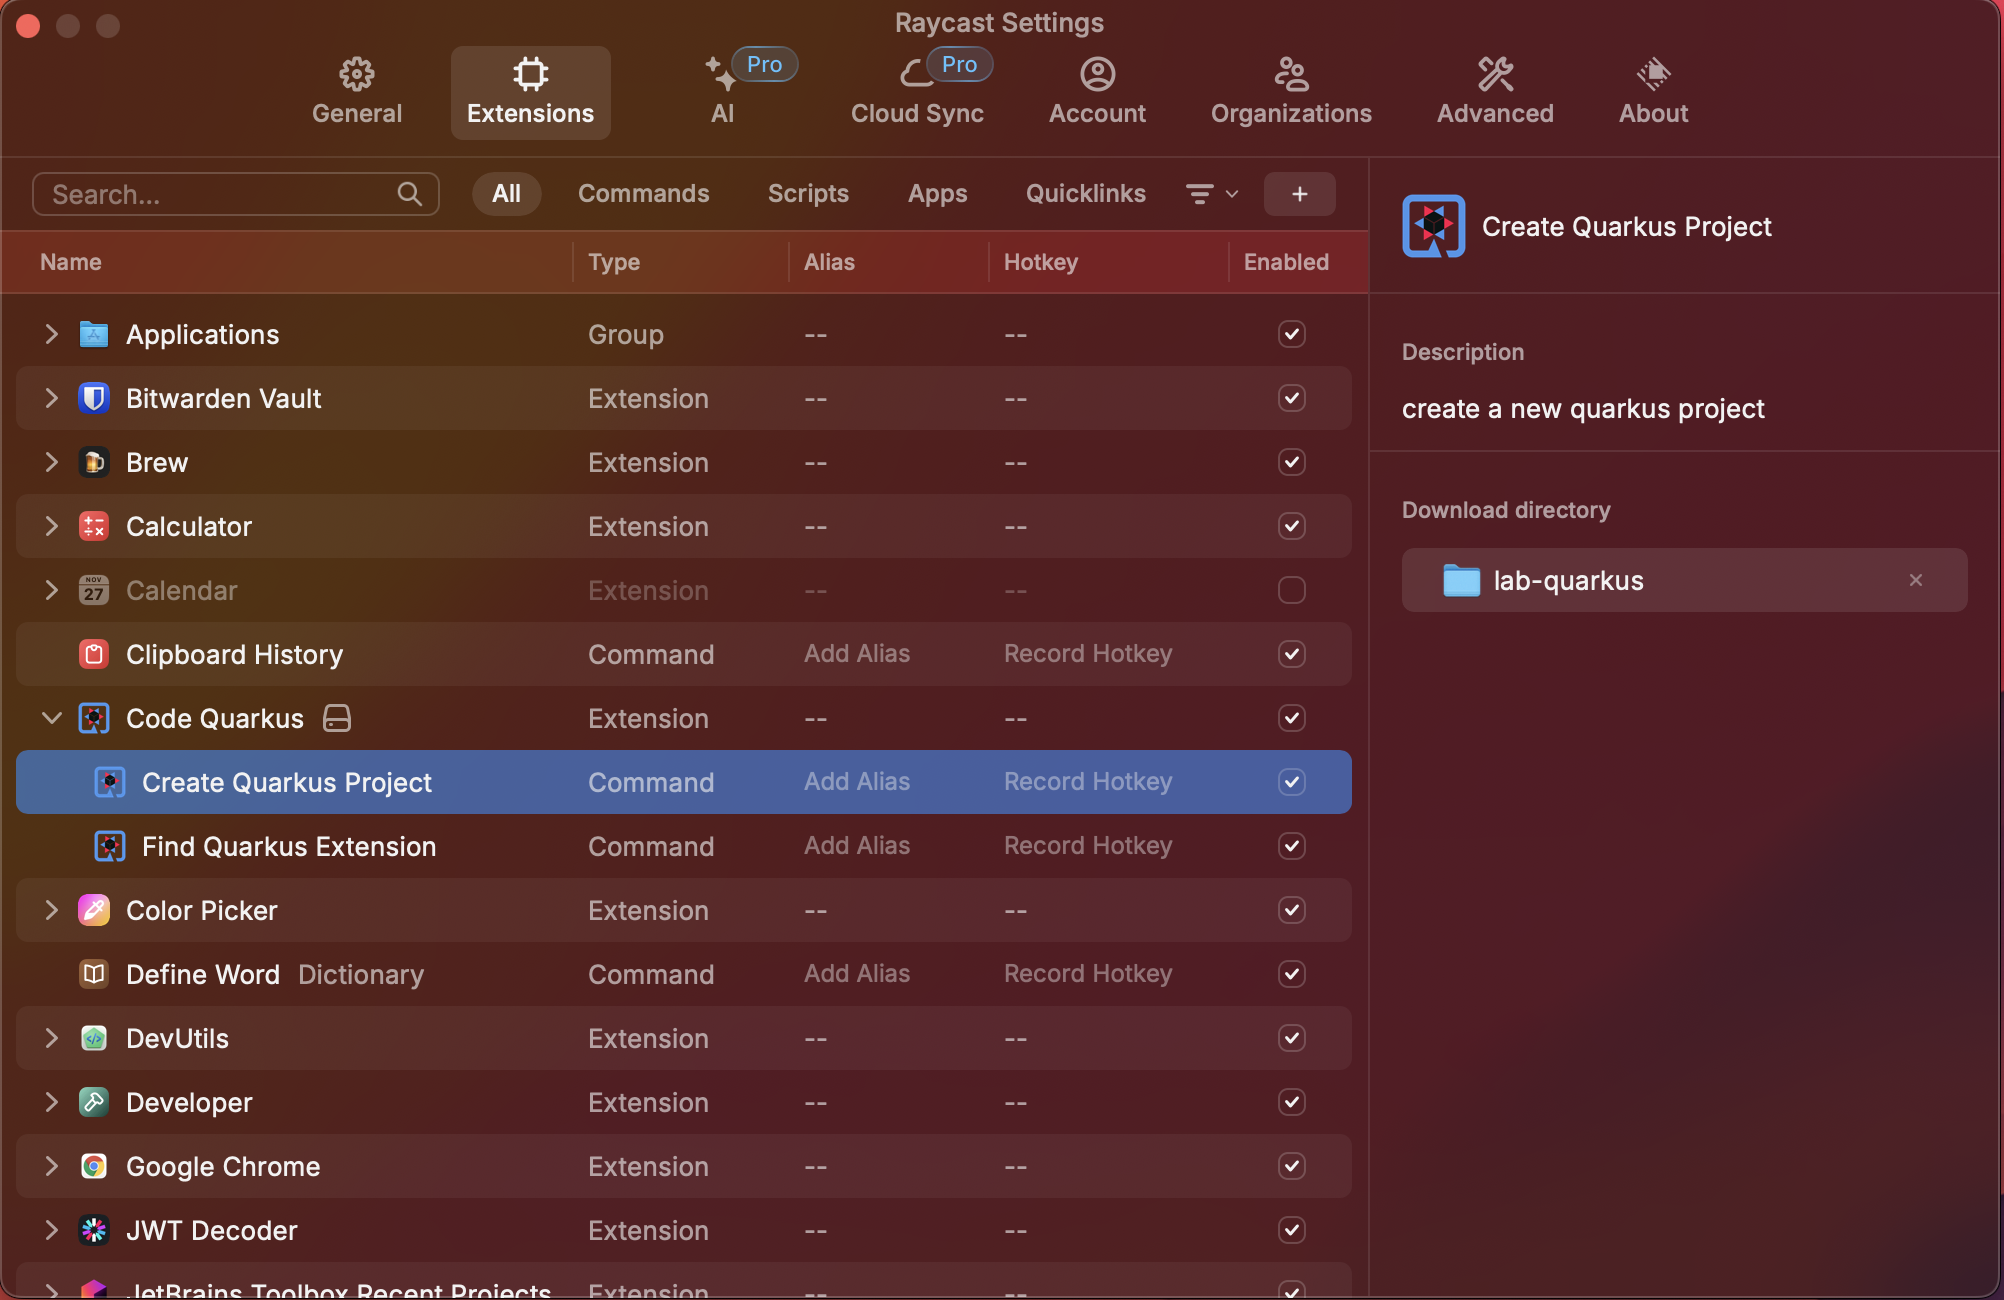 Raycast Settings
General
Extensions
Pro
AI
Pro
Cloud Sync
Account
Organizations
Advanced
About
Search...
All
Commands
Scripts
Apps
Quicklinks
+
Name Type Alias Hotkey Enabled
Applications Group -- --
Bitwarden Vault Extension -- --
Brew Extension -- --
Calculator Extension -- --
NOV
27
Calendar Extension -- --
Clipboard History Command Add Alias Record Hotkey
Code Quarkus Extension -- --
Create Quarkus Project Command Add Alias Record Hotkey
Find Quarkus Extension Command Add Alias Record Hotkey
Color Picker Extension -- --
Define Word Dictionary Command Add Alias Record Hotkey
DevUtils Extension -- --
Developer Extension -- --
Google Chrome Extension -- --
JWT Decoder Extension -- --
JetBrains Toolbox Recent Projects Extension -- --
Create Quarkus Project
Description
create a new quarkus project
Download directory
lab-quarkus